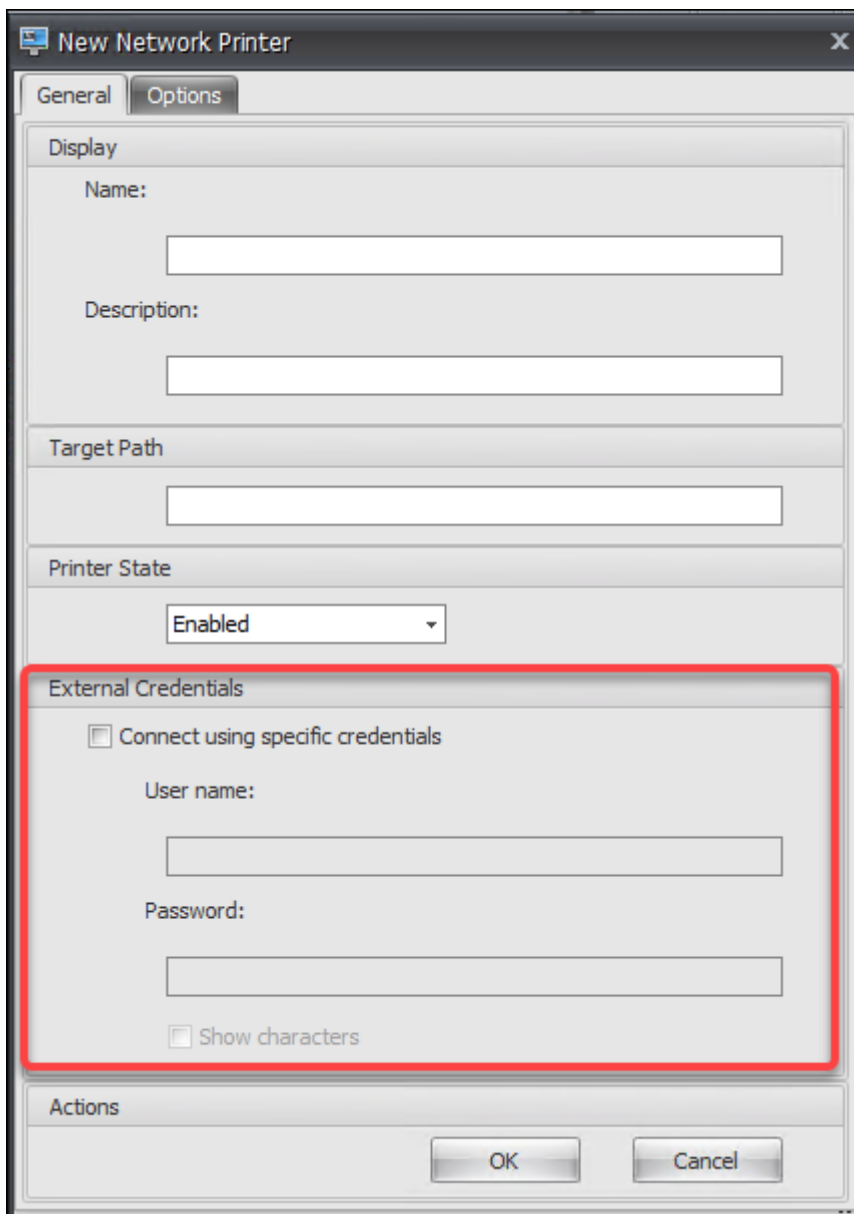 New Network Printer
General Options
Display
Name:
Description:
Target Path
Printer State
Enabled
External Credentials
Connect using specific credentials
User name:
Password:
Show characters
Actions
OK Cancel